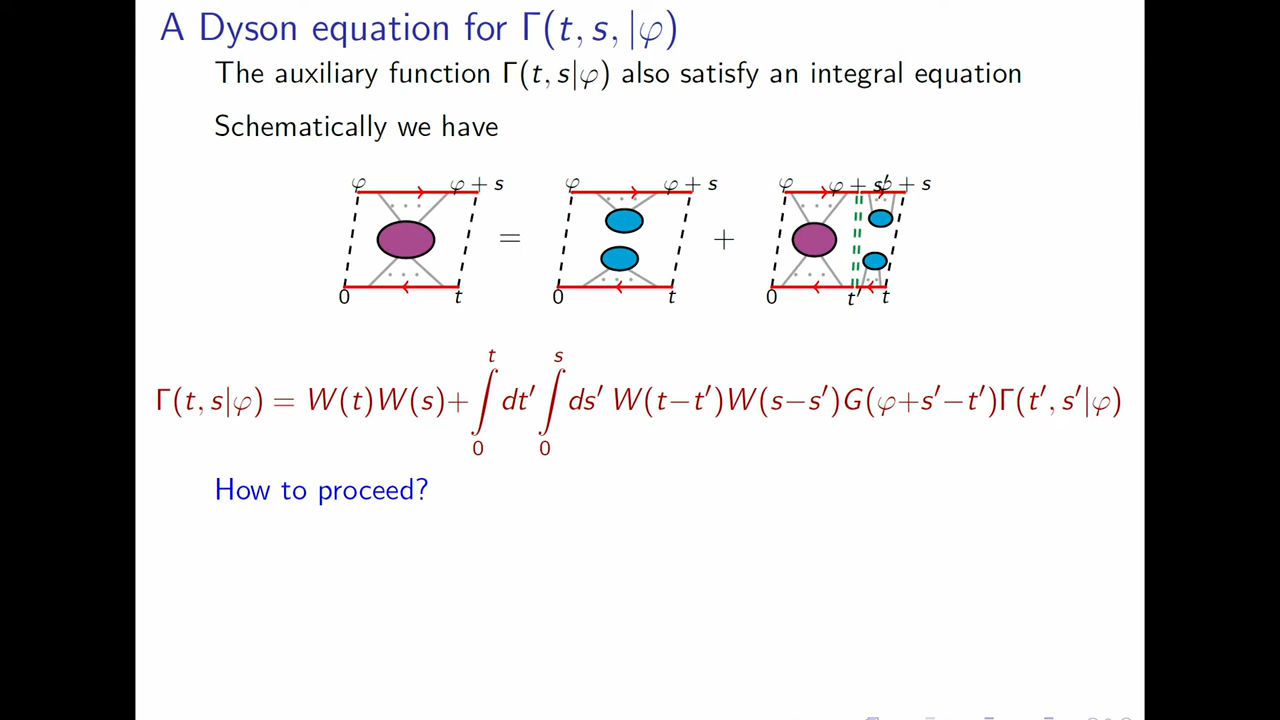 A Dyson equation for Γ(t, s, |φ)
The auxiliary function Γ(t, s|φ) also satisfy an integral equation
Schematically we have
φ φ + s φ φ + s φ φ + s′ φ + s
= +
0 t 0 t 0 t′ t
Γ(t, s|φ) = W(t)W(s)+∫₀ᵗ dt′ ∫₀ˢ ds′ W(t−t′)W(s−s′)G(φ+s′−t′)Γ(t′, s′|φ)
How to proceed?